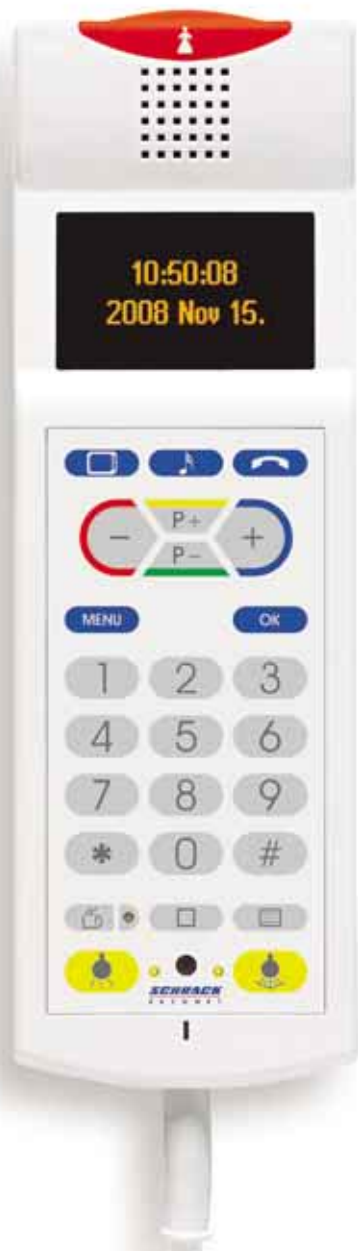 10:50:08
2008 Nov 15.
P+
- +
P-
MENU OK
1 2 3
4 5 6
7 8 9
* 0 #
SCHRACK
SECONET